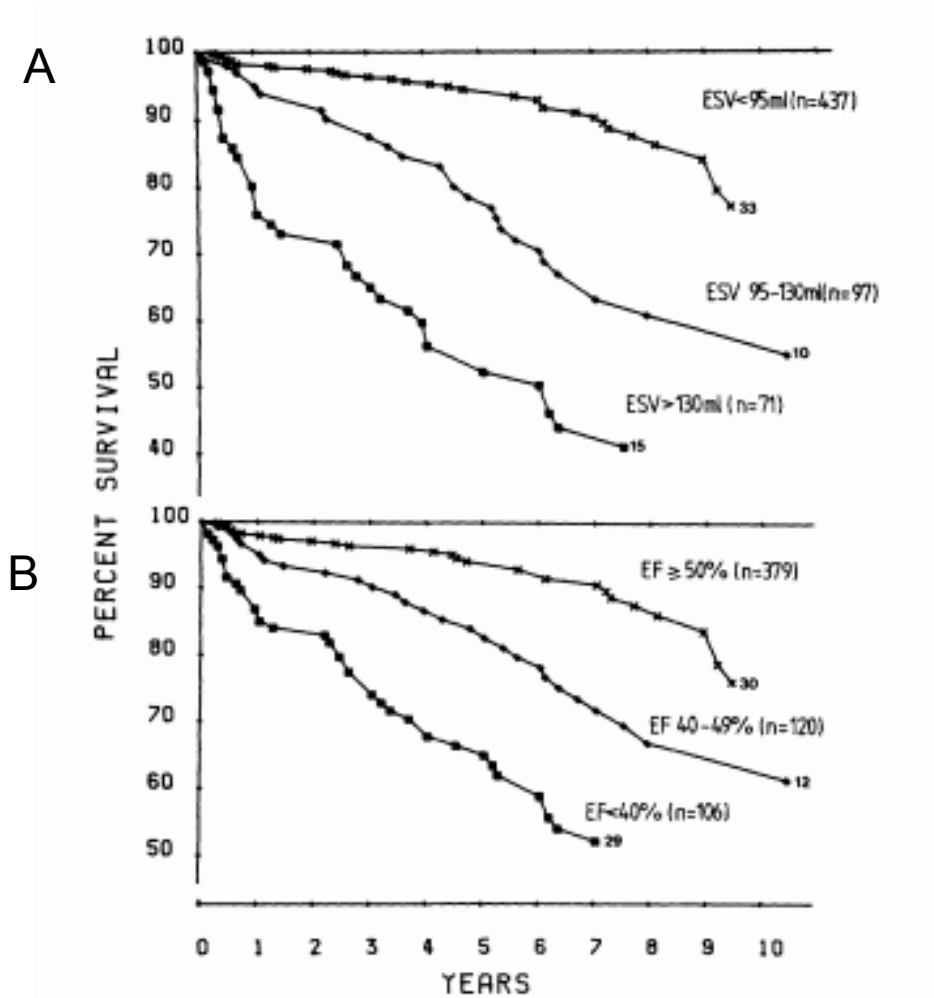 A
100
90
80
70
60
50
40
ESV<95ml(n=437)
33
ESV 95-130ml(n=97)
10
ESV>130ml (n=71)
15
PERCENT SURVIVAL
B
100
90
80
70
60
50
EF ≥ 50% (n=379)
30
EF 40-49% (n=120)
12
EF<40% (n=106)
29
0 1 2 3 4 5 6 7 8 9 10
YEARS